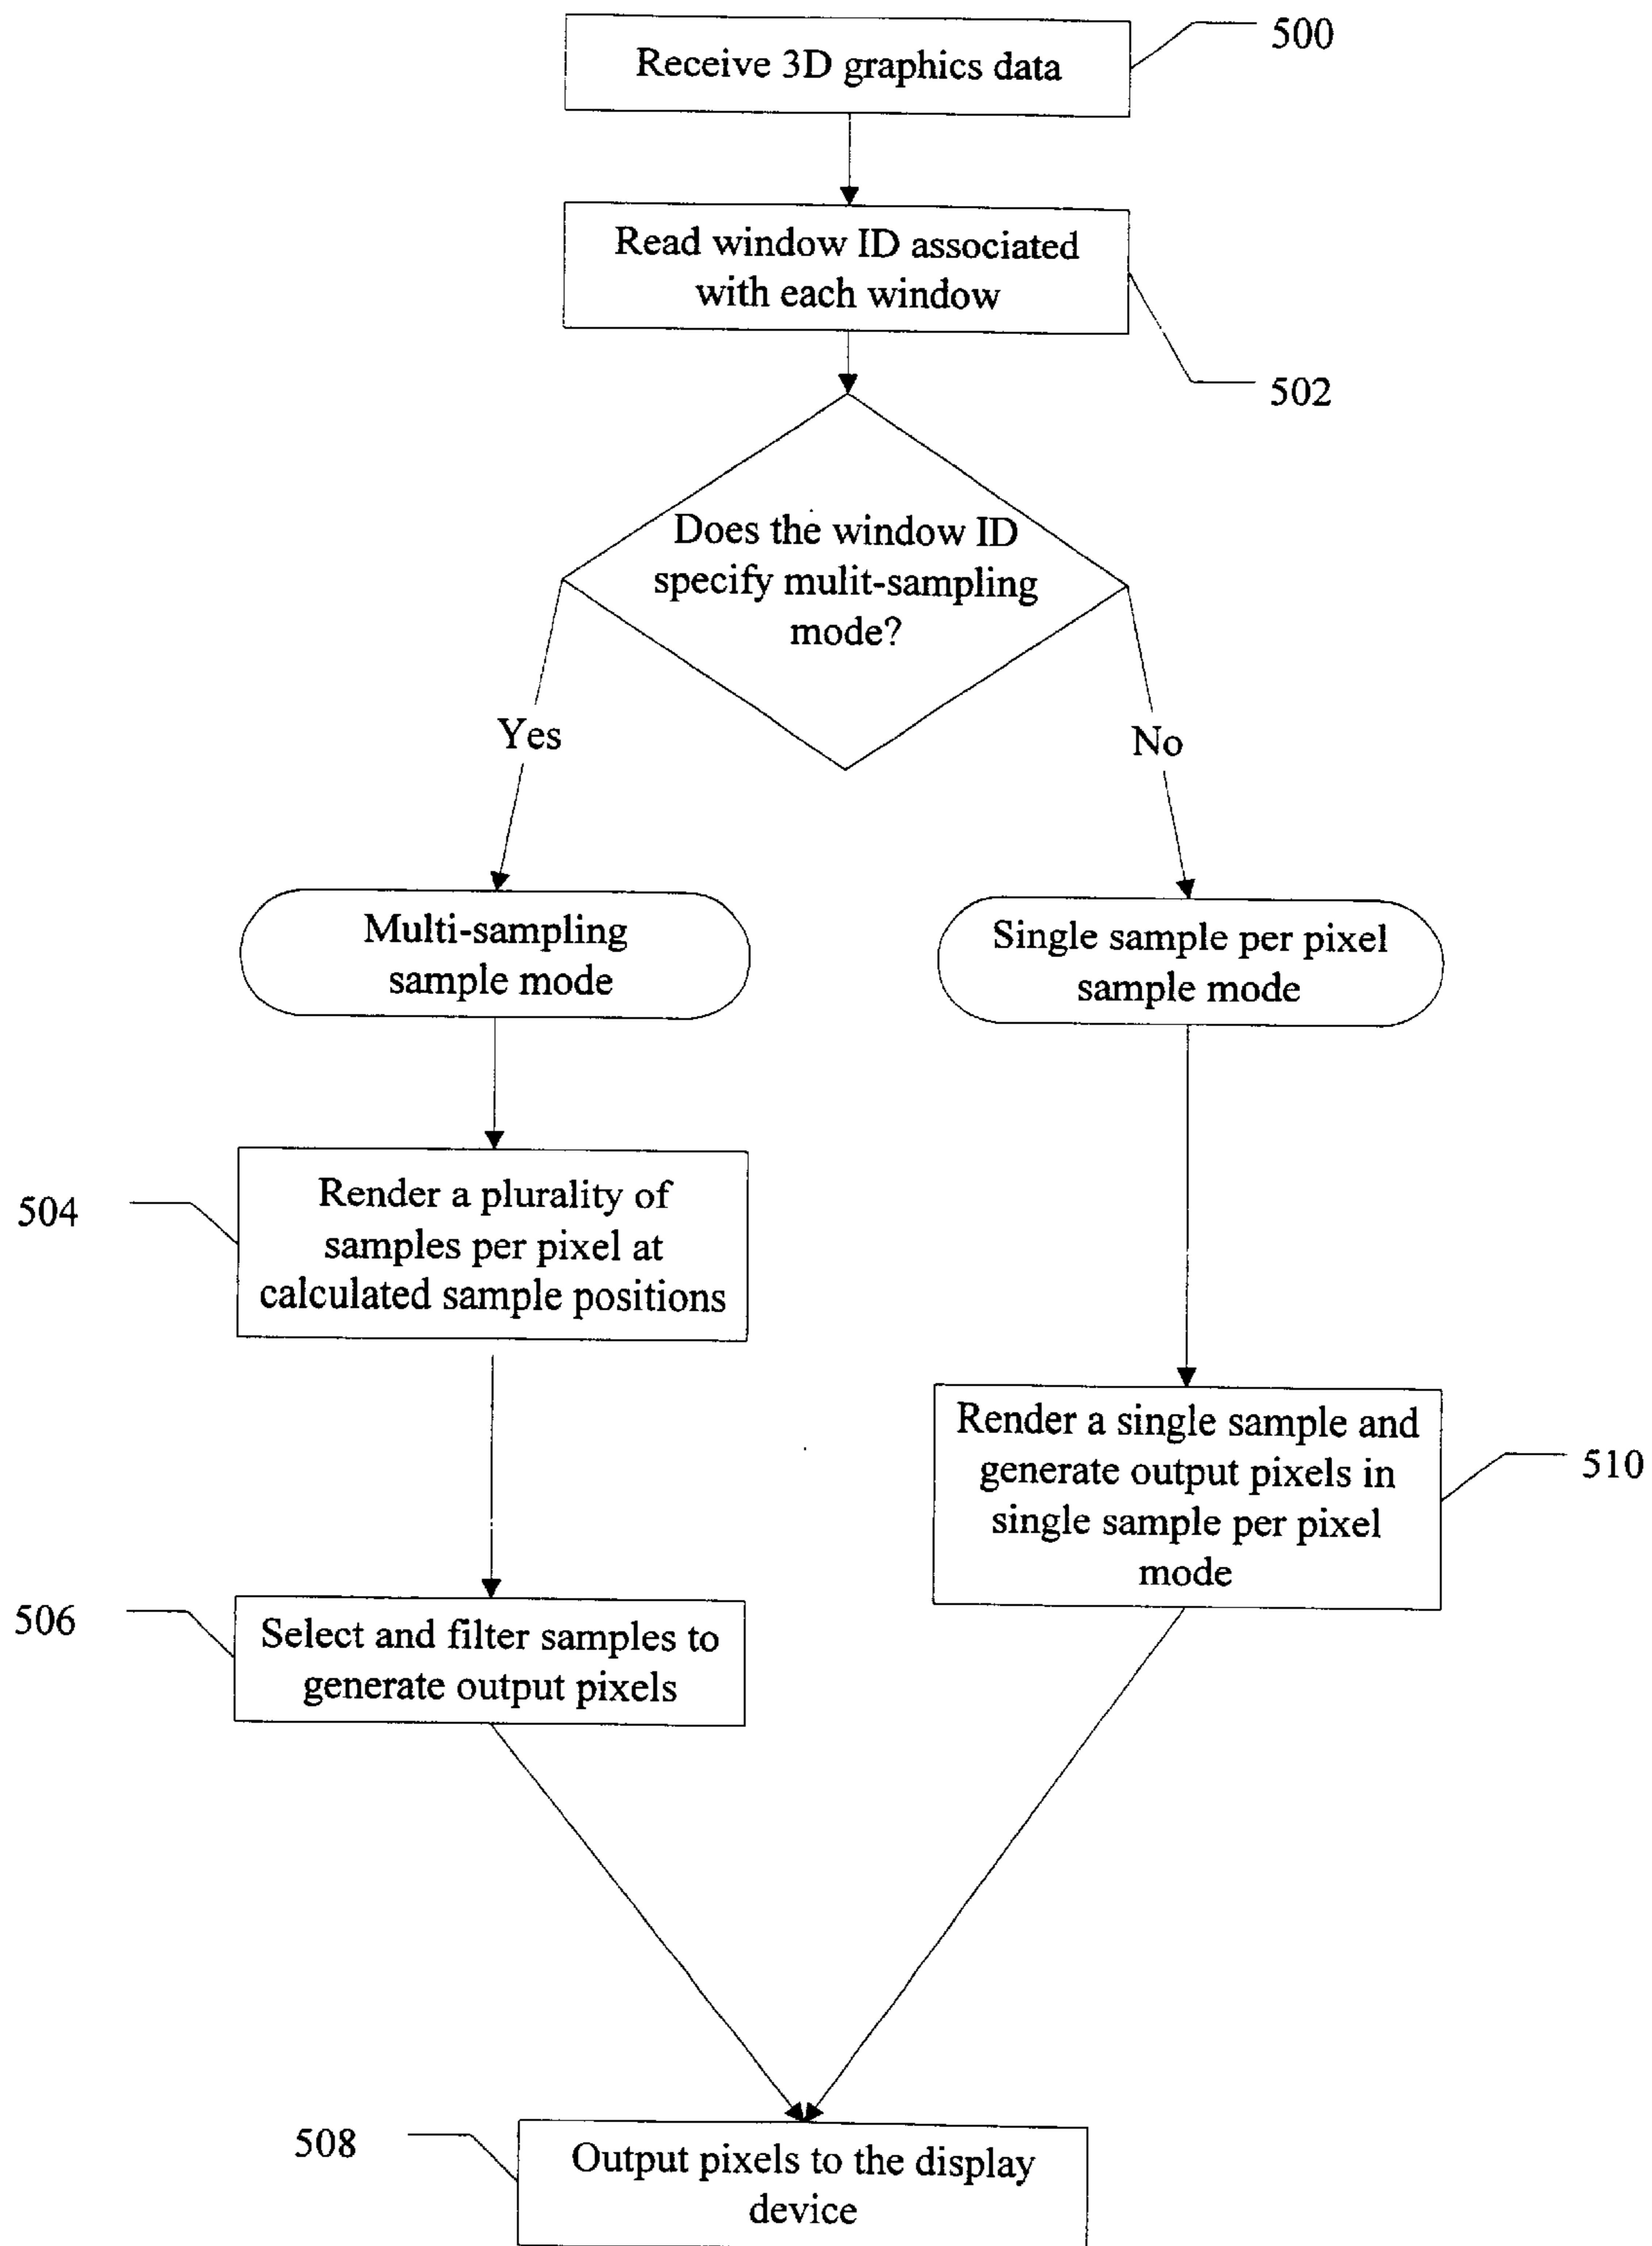 Receive 3D graphics data
500
Read window ID associated
with each window
502
Does the window ID
specify mulit-sampling
mode?
Yes
No
Multi-sampling
sample mode
Single sample per pixel
sample mode
504
Render a plurality of
samples per pixel at
calculated sample positions
Render a single sample and
generate output pixels in
single sample per pixel
mode
510
506
Select and filter samples to
generate output pixels
508
Output pixels to the display
device